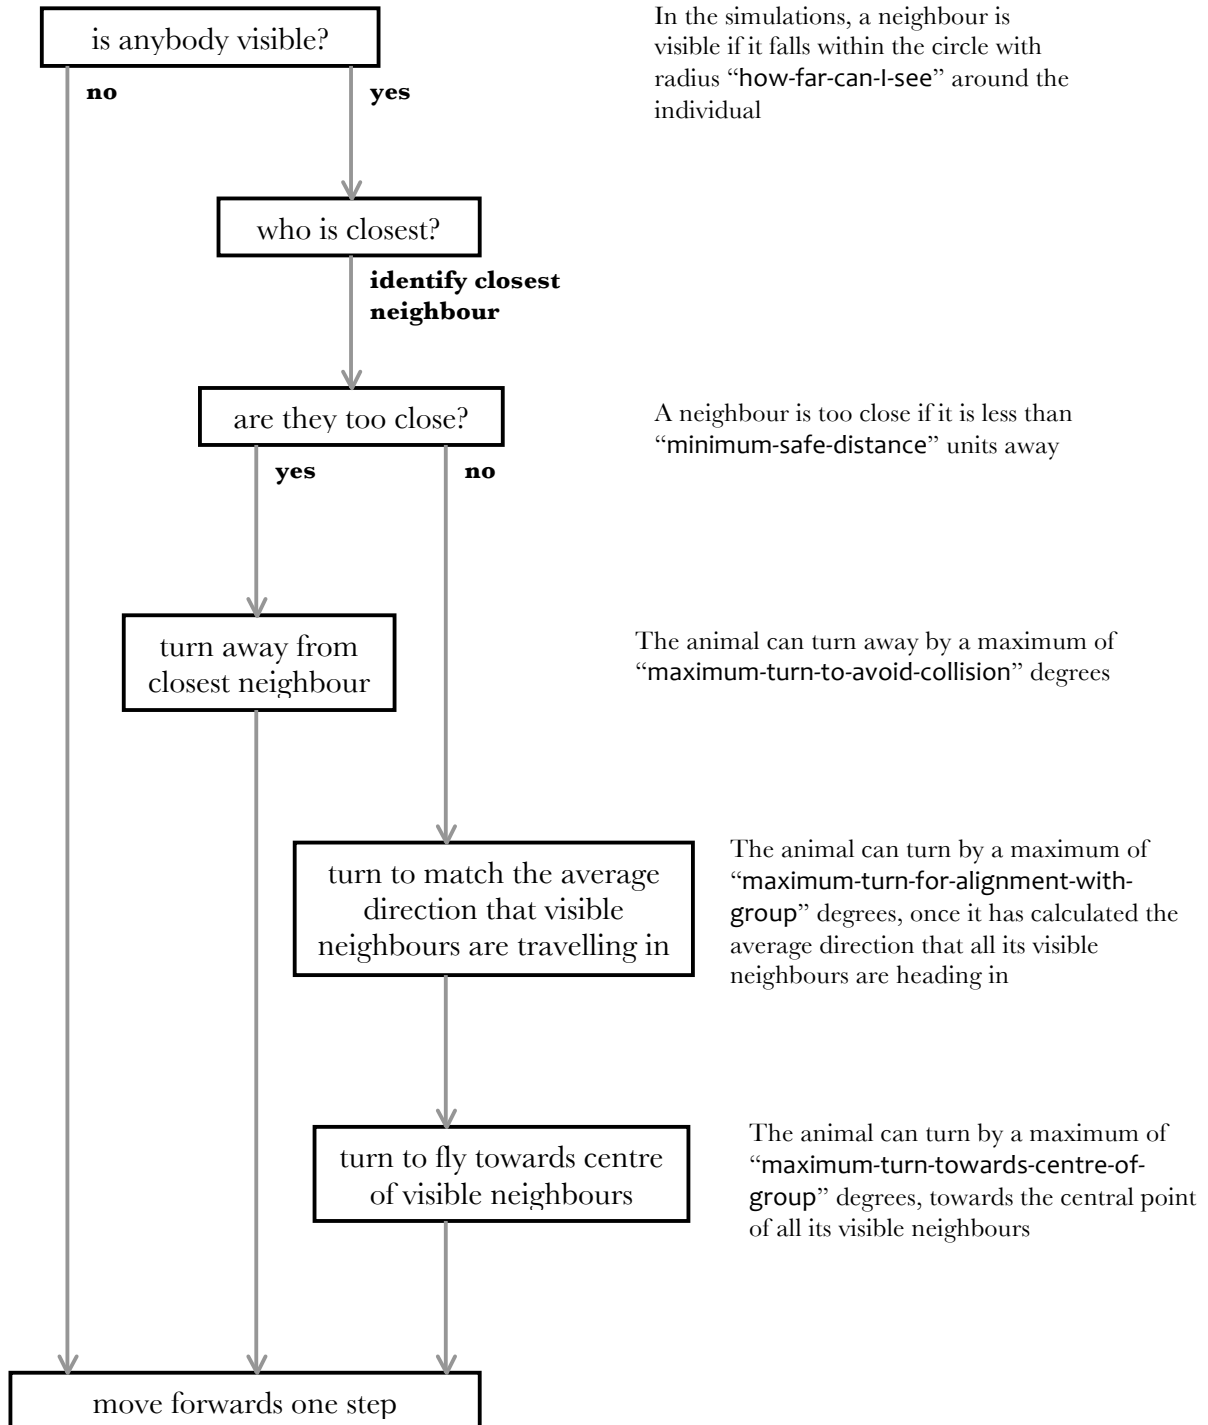 is anybody visible?
In the simulations, a neighbour is
visible if it falls within the circle with
radius “how-far-can-I-see” around the
individual
no
yes
who is closest?
identify closest
neighbour
are they too close?
A neighbour is too close if it is less than
“minimum-safe-distance” units away
yes
no
turn away from
closest neighbour
The animal can turn away by a maximum of
“maximum-turn-to-avoid-collision” degrees
turn to match the average
direction that visible
neighbours are travelling in
The animal can turn by a maximum of
“maximum-turn-for-alignment-with-
group” degrees, once it has calculated the
average direction that all its visible
neighbours are heading in
turn to fly towards centre
of visible neighbours
The animal can turn by a maximum of
“maximum-turn-towards-centre-of-
group” degrees, towards the central point
of all its visible neighbours
move forwards one step